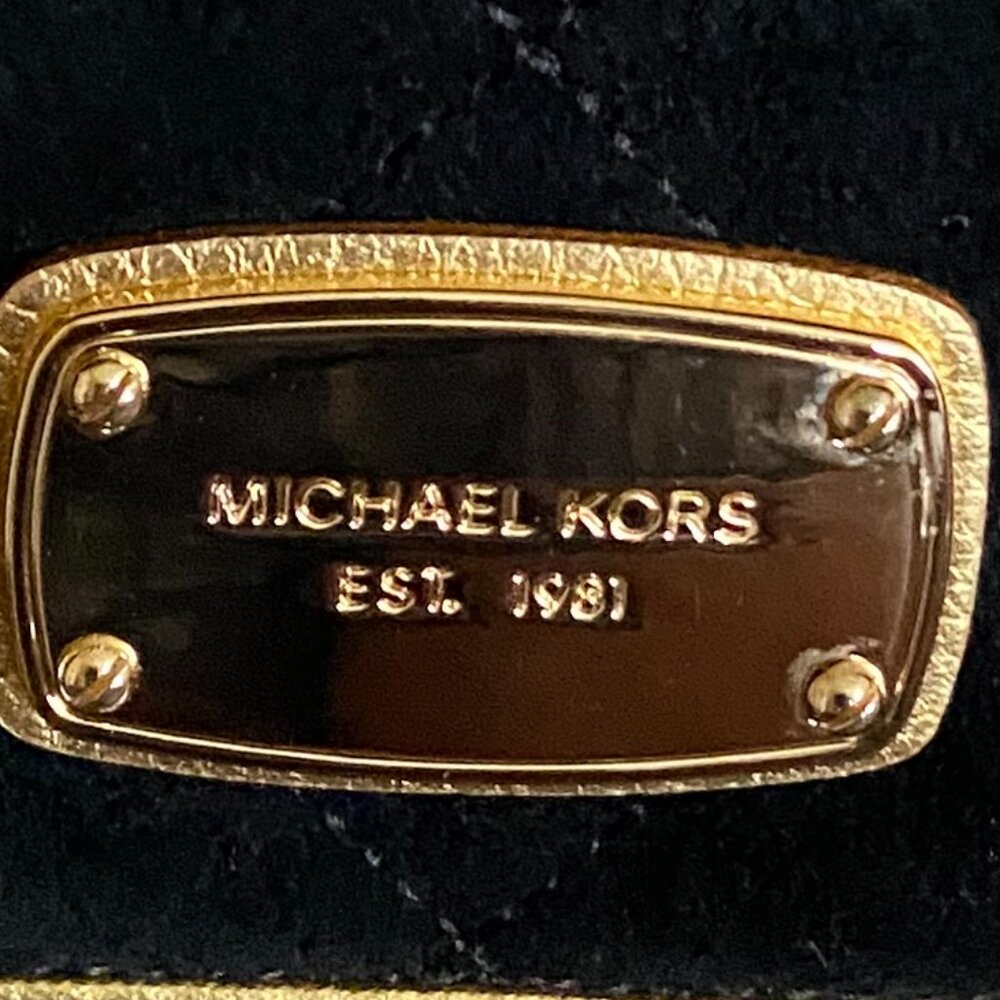 MICHAEL KORS
EST. 1981